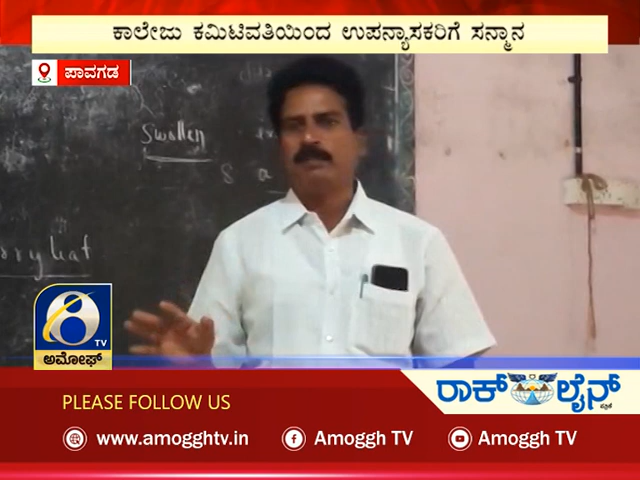 ಕಾಲೇಜು ಕಮಿಟಿವತಿಯಿಂದ ಉಪನ್ಯಾಸಕರಿಗೆ ಸನ್ಮಾನ
ಪಾವಗಡ
Swollen
TV
ಅಮೋಘ್
PLEASE FOLLOW US
ರಾಕ್ ಲೈನ್
www.amogghtv.in
Amoggh TV
Amoggh TV